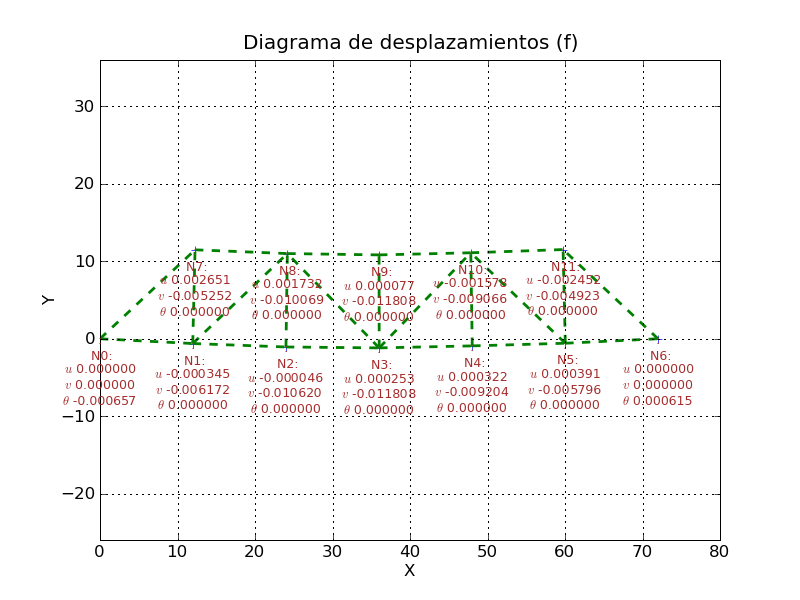 Diagrama de desplazamientos (f)
Y
30
20
10
0
−10
−20
N7:
u 0.002651
v -0.005252
θ 0.000000
N8:
u 0.001732
v -0.010069
θ 0.000000
N9:
u 0.000077
v -0.011808
θ 0.000000
N10:
u -0.001578
v -0.009066
θ 0.000000
N11:
u -0.002452
v -0.004923
θ 0.000000
N0:
u 0.000000
v 0.000000
θ -0.000657
N1:
u -0.000345
v -0.006172
θ 0.000000
N2:
u -0.000046
v -0.010620
θ 0.000000
N3:
u 0.000253
v -0.011808
θ 0.000000
N4:
u 0.000322
v -0.009204
θ 0.000000
N5:
u 0.000391
v -0.005796
θ 0.000000
N6:
u 0.000000
v 0.000000
θ 0.000615
0 10 20 30 40 50 60 70 80
X